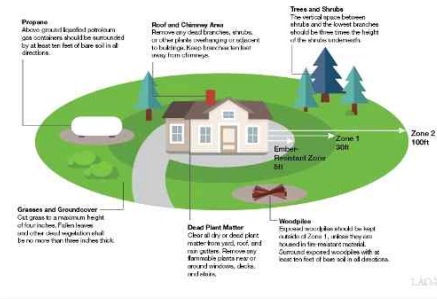 Propane
Above ground liquefied petroleum
gas containers should be surrounded
by at least ten feet of bare soil in all
directions.
Roof and Chimney Area
Remove any dead branches, shrubs,
or other plants overhanging or adjacent
to buildings. Keep branches ten feet
away from chimneys.
Trees and Shrubs
The vertical space between
shrubs and the lowest branches
should be three times the height
of the shrubs underneath.
Ember-
Resistant Zone
5ft
Zone 1
30ft
Zone 2
100ft
Grasses and Groundcover
Cut grass to a maximum height
of four inches. Fallen leaves
and other dead vegetation shall
be no more than three inches thick.
Dead Plant Matter
Clear all dry or dead plant
matter from yard, roof, and
rain gutters. Remove any
flammable plants near or
around windows, decks,
and stairs.
Woodpiles
Exposed woodpiles should be kept
outside of Zone 1, unless they are
housed in fire-resistant material.
Surround exposed woodpiles with at
least ten feet of bare soil in all directions.
LAO